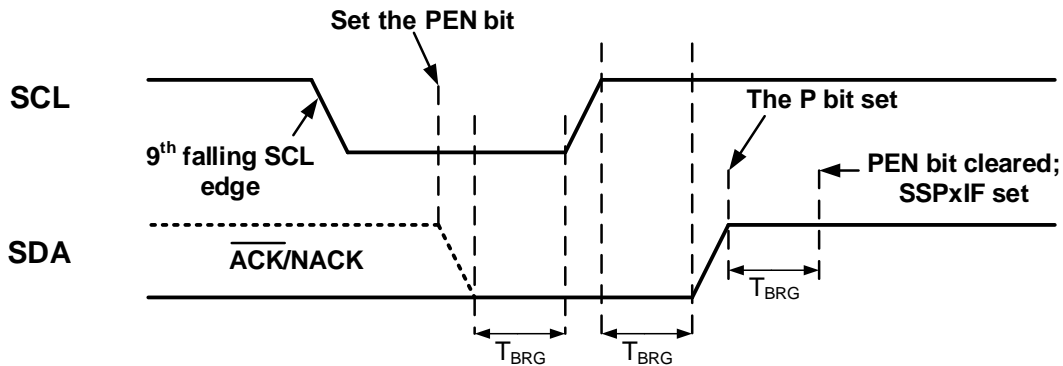 Set the PEN bit
SCL
The P bit set
9th falling SCL
edge
PEN bit cleared;
SSPxIF set
SDA
ACK/NACK
TBRG
TBRG
TBRG